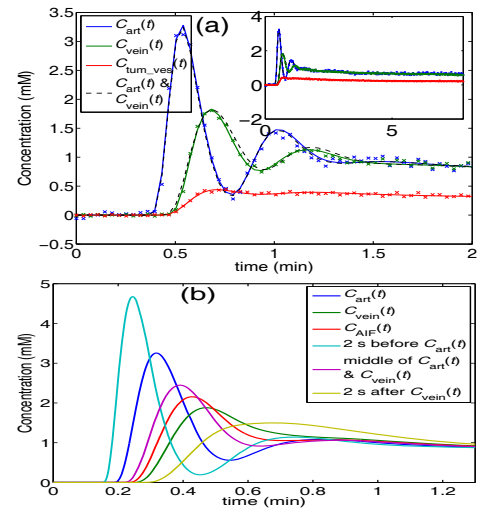 (a)
C_art(t)
C_vein(t)
C_tum_ves(t)
C_art(t) &
C_vein(t)
3.5
3
2.5
2
1.5
1
0.5
0
−0.5
Concentration (mM)
0
0.5
1
1.5
2
time (min)
4
2
0
−2
0
5
(b)
C_art(t)
C_vein(t)
C_AIF(t)
2 s before C_art(t)
middle of C_art(t)
& C_vein(t)
2 s after C_vein(t)
5
4
3
2
1
0
Concentration (mM)
0
0.2
0.4
0.6
0.8
1
1.2
time (min)